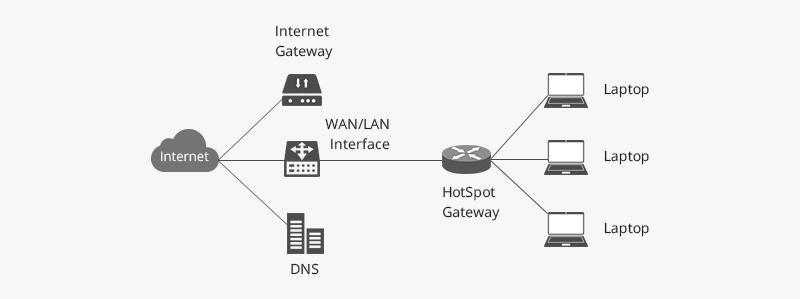 Internet
Gateway
WAN/LAN
Interface
Internet
HotSpot
Gateway
DNS
Laptop
Laptop
Laptop